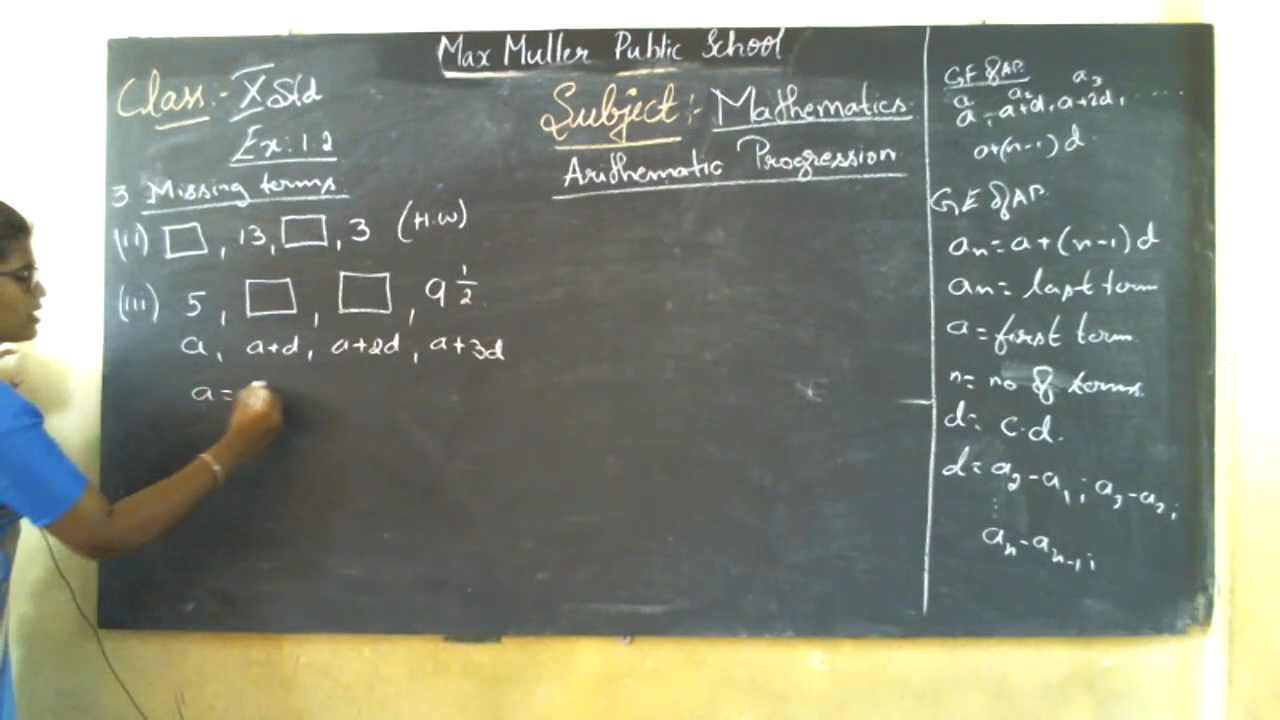 Max Muller Public School
Class:- X Std
Subject:- Mathematics
Ex: 1.2
Arithematic Progression
3 Missing terms
(ii) □, 13, □, 3 (H.W)
(iii) 5, □, □, 9 1/2
a, a+d, a+2d, a+3d
a =
GF of AP.
a a₂ a₃
a, a+d, a+2d, .....
a+(n-1)d
GE of AP.
aₙ = a+(n-1)d
aₙ = last term
a = first term
n = no of terms
d = c.d.
d = a₂-a₁; a₃-a₂;
⋮
aₙ-aₙ₋₁;